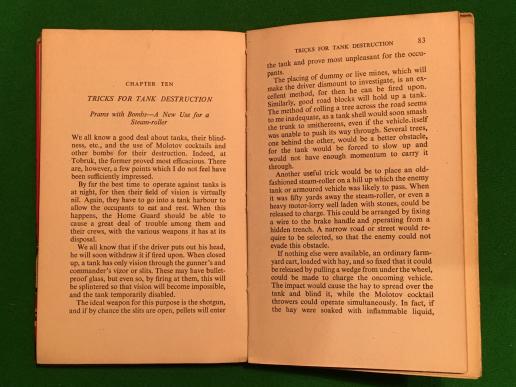 CHAPTER TEN
TRICKS FOR TANK DESTRUCTION
Prams with Bombs—A New Use for a
Steam-roller
We all know a good deal about tanks, their blind-
ness, etc., and the use of Molotov cocktails and
other bombs for their destruction. Indeed, at
Tobruk, the former proved most efficacious. There
are, however, a few points which I do not feel have
been sufficiently impressed.
By far the best time to operate against tanks is
at night, for then their field of vision is virtually
nil. Again, they have to go into a tank harbour to
allow the occupants to eat and rest. When this
happens, the Home Guard should be able to
cause a great deal of trouble among them and
their crews, with the various weapons it has at its
disposal.
We all know that if the driver puts out his head,
he will soon withdraw it if fired upon. When closed
up, a tank has only vision through the gunner's and
commander's visor or slits. These may have bullet-
proof glass, but even so, by firing at them, this will
be splintered so that vision will become impossible,
and the tank temporarily disabled.
The ideal weapon for this purpose is the shotgun,
and if by chance the slits are open, pellets will enter
TRICKS FOR TANK DESTRUCTION 83
the tank and prove most unpleasant for the occu-
pants.
The placing of dummy or live mines, which will
make the driver dismount to investigate, is an ex-
cellent method, for then he can be fired upon.
Similarly, good road blocks will hold up a tank.
The method of rolling a tree across the road seems
to me inadequate, as a tank shell would soon smash
the trunk to smithereens, even if the vehicle itself
was unable to push its way through. Several trees,
one behind the other, would be a better obstacle,
for the tank would be forced to slow up and
would not have enough momentum to carry it
through.
Another useful trick would be to place an old-
fashioned steam-roller on a hill up which the enemy
tank or armoured vehicle was likely to pass. When
it was fifty yards away the steam-roller, or even a
heavy motor-lorry well laden with stones, could be
released to charge. This could be arranged by fixing
a wire to the brake handle and operating from a
hidden trench. A narrow road or street would re-
quire to be selected, so that the enemy could not
evade this obstacle.
If nothing else were available, an ordinary farm-
yard cart, loaded with hay, and so fixed that it could
be released by pulling a wedge from under the wheel,
could be made to charge the oncoming vehicle.
The impact would cause the hay to spread over the
tank and blind it, while the Molotov cocktail
throwers could operate simultaneously. In fact, if
the hay were soaked with inflammable liquid,